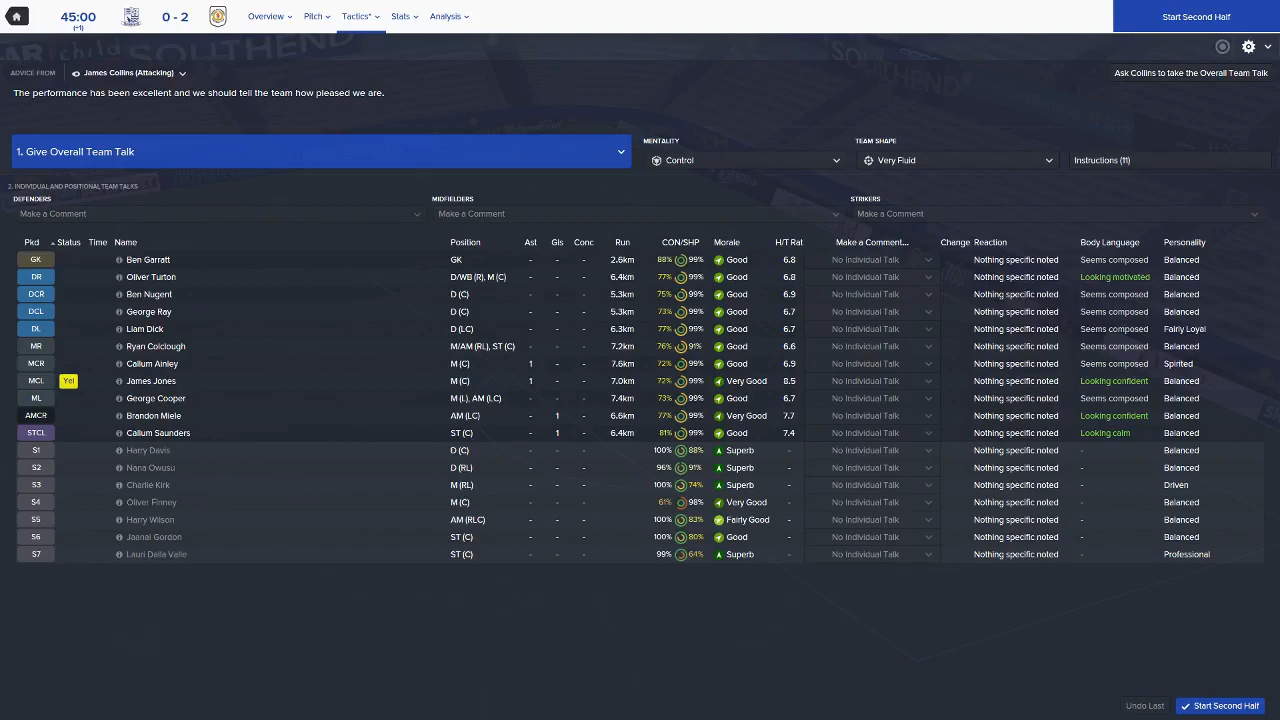 45:00
(+1)
0 - 2
Overview
Pitch
Tactics*
Stats
Analysis
Start Second Half
ADVICE FROM
James Collins (Attacking)
Ask Collins to take the Overall Team Talk
The performance has been excellent and we should tell the team how pleased we are.
1. Give Overall Team Talk
MENTALITY
Control
TEAM SHAPE
Very Fluid
Instructions (11)
2. INDIVIDUAL AND POSITIONAL TEAM TALKS
DEFENDERS MIDFIELDERS STRIKERS
Make a Comment Make a Comment Make a Comment
Pkd Status Time Name Position Ast Gls Conc Run CON/SHP Morale H/T Rat Make a Comment... Change Reaction Body Language Personality
GK Ben Garratt GK - - - 2.6km 88% 99% Good 6.8 No Individual Talk Nothing specific noted Seems composed Balanced
DR Oliver Turton D/WB (R), M (C) - - - 6.4km 77% 99% Good 6.8 No Individual Talk Nothing specific noted Looking motivated Balanced
DCR Ben Nugent D (C) - - - 5.3km 75% 99% Good 6.9 No Individual Talk Nothing specific noted Seems composed Balanced
DCL George Ray D (C) - - - 5.3km 73% 99% Good 6.7 No Individual Talk Nothing specific noted Seems composed Balanced
DL Liam Dick D (LC) - - - 6.3km 77% 99% Good 6.7 No Individual Talk Nothing specific noted Seems composed Fairly Loyal
MR Ryan Colclough M/AM (RL), ST (C) - - - 7.2km 76% 91% Good 6.6 No Individual Talk Nothing specific noted Seems composed Balanced
MCR Callum Ainley M (C) 1 - - 7.6km 72% 99% Good 6.9 No Individual Talk Nothing specific noted Seems composed Spirited
MCL Yel James Jones M (C) 1 - - 7.0km 72% 99% Very Good 8.5 No Individual Talk Nothing specific noted Looking confident Balanced
ML George Cooper M (L), AM (LC) - - - 7.4km 73% 99% Good 6.7 No Individual Talk Nothing specific noted Seems composed Balanced
AMCR Brandon Miele AM (LC) - 1 - 6.6km 77% 99% Very Good 7.7 No Individual Talk Nothing specific noted Looking confident Balanced
STCL Callum Saunders ST (C) - 1 - 6.4km 81% 99% Good 7.4 No Individual Talk Nothing specific noted Looking calm Balanced
S1 Harry Davis D (C) - - - 100% 88% Superb - No Individual Talk Nothing specific noted - Balanced
S2 Nana Owusu D (RL) - - - 96% 91% Superb - No Individual Talk Nothing specific noted - Balanced
S3 Charlie Kirk M (RL) - - - 100% 74% Superb - No Individual Talk Nothing specific noted - Driven
S4 Oliver Finney M (C) - - - 61% 98% Very Good - No Individual Talk Nothing specific noted - Balanced
S5 Harry Wilson AM (RLC) - - - 100% 83% Fairly Good - No Individual Talk Nothing specific noted - Balanced
S6 Jaanai Gordon ST (C) - - - 100% 80% Good - No Individual Talk Nothing specific noted - Balanced
S7 Lauri Dalla Valle ST (C) - - - 99% 64% Superb - No Individual Talk Nothing specific noted - Professional
Undo Last
Start Second Half